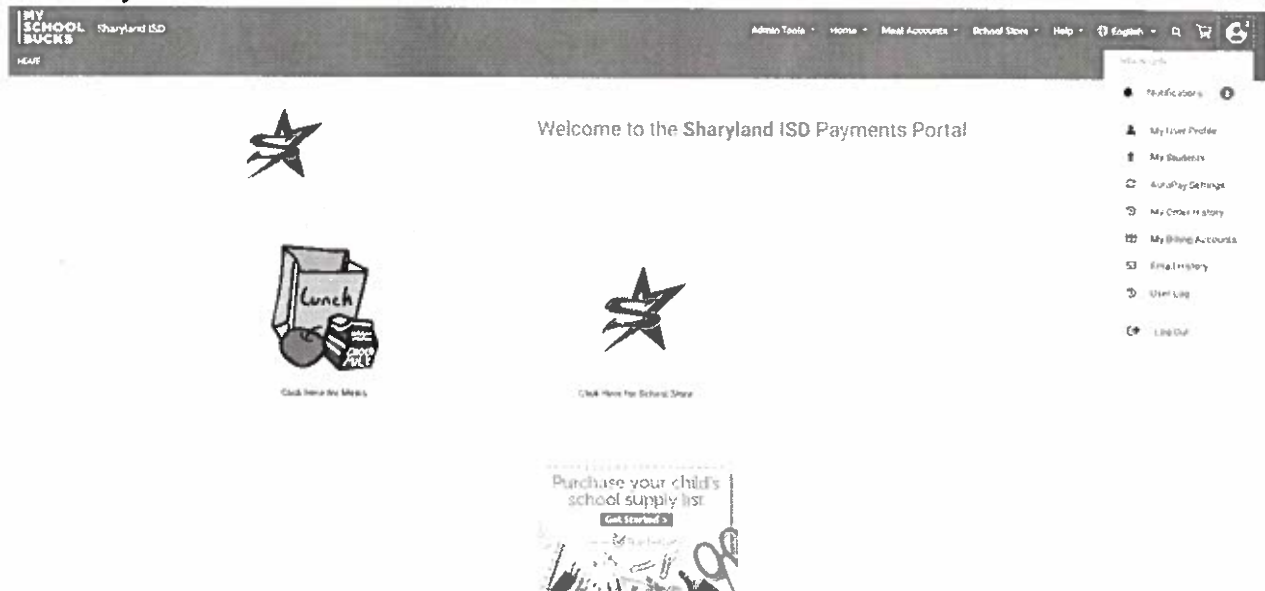 MY
SCHOOL
BUCKS
Sharyland ISD
Admin Tools Home Meal Accounts School Store Help English
HOME
Notifications
My User Profile
My Students
AutoPay Settings
My Order History
My Billing Accounts
Email History
User Log
Log Out
Welcome to the Sharyland ISD Payments Portal
Lunch
CHOCO
MILK
Click Here for Meals
Click Here for School Store
Purchase your child's
school supply list
Get Started >